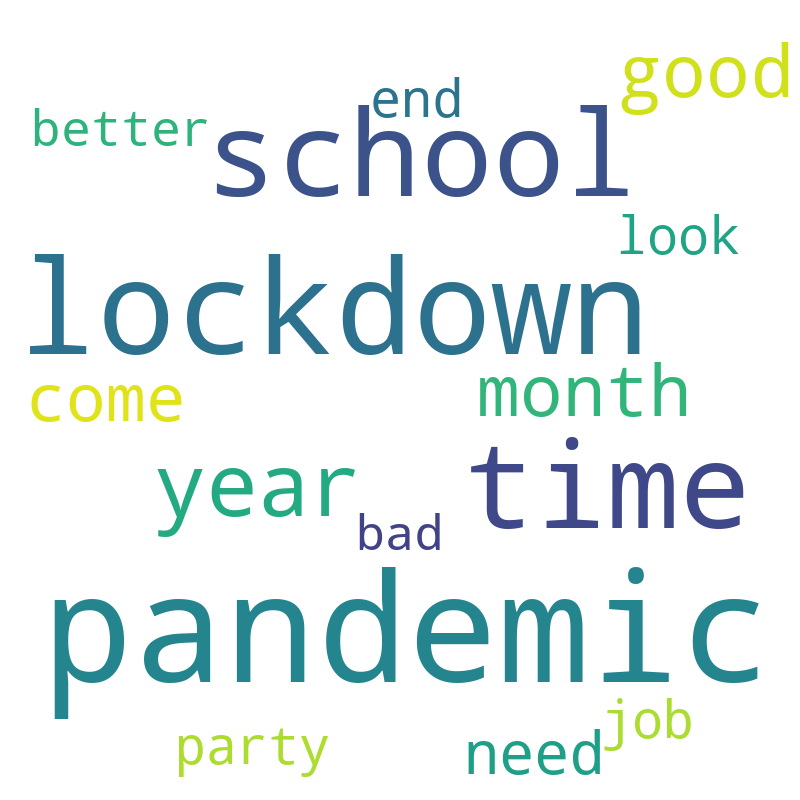 good
end
better
school
look
lockdown
month
come
time
year
bad
pandemic
job
party
need